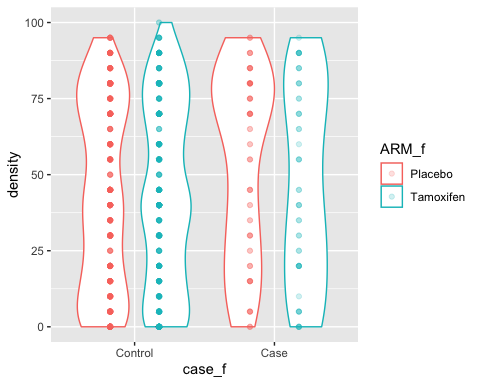 100
75
50
25
0
density
Control
Case
case_f
ARM_f
Placebo
Tamoxifen